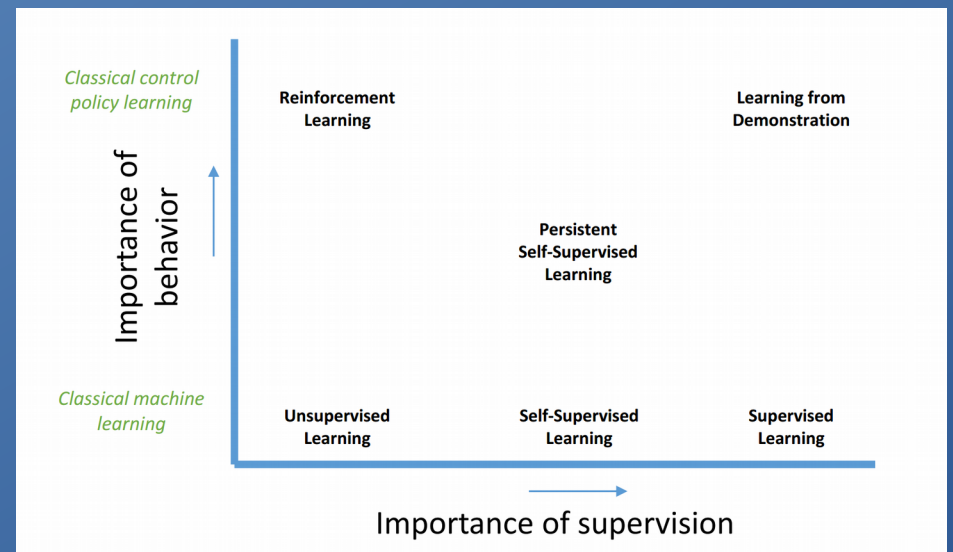 Classical control
policy learning
Reinforcement
Learning
Learning from
Demonstration
Importance of
behavior
Persistent
Self-Supervised
Learning
Classical machine
learning
Unsupervised
Learning
Self-Supervised
Learning
Supervised
Learning
Importance of supervision